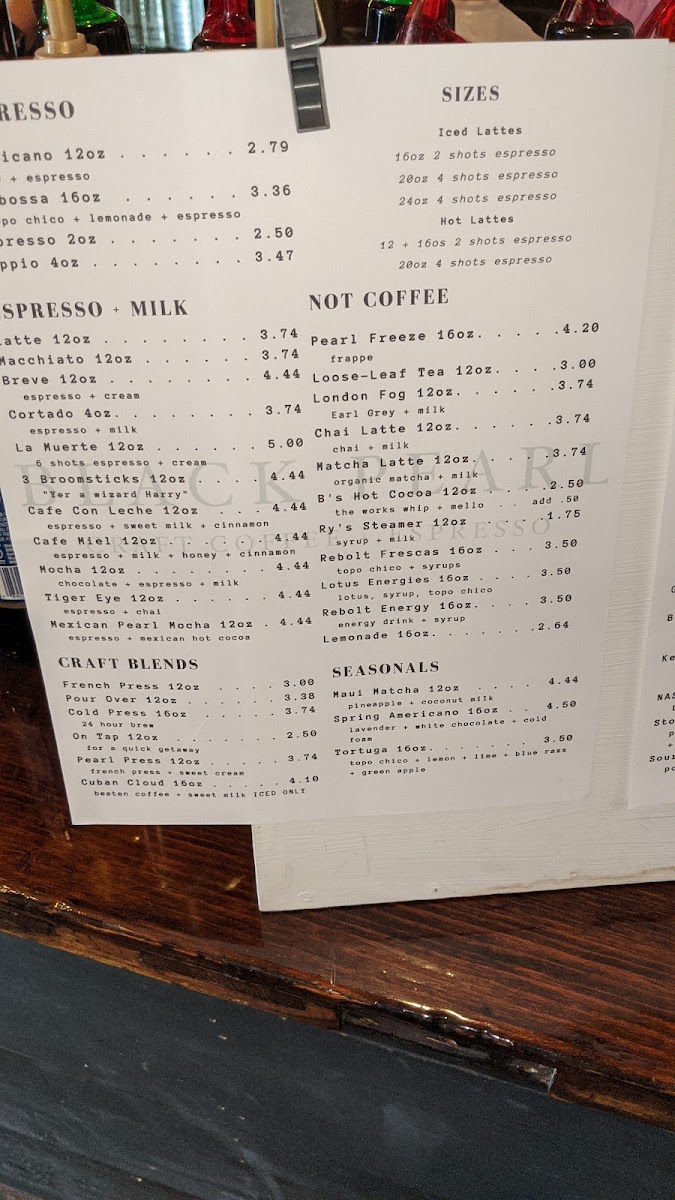 RESSO
icano 12oz . . . . . . 2.79
+ espresso
bossa 16oz . . . . . . 3.36
opo chico + lemonade + espresso
presso 2oz . . . . . . . 2.50
ppio 4oz . . . . . . . . 3.47
SPRESSO + MILK
atte 12oz . . . . . . . . 3.74
Macchiato 12oz . . . . . . 3.74
Breve 12oz . . . . . . . . 4.44
espresso + cream
Cortado 4oz. . . . . . . . 3.74
espresso + milk
La Muerte 12oz . . . . . . 5.00
6 shots espresso + cream
3 Broomsticks 12oz . . . . 4.44
"Yer a wizard Harry"
Cafe Con Leche 12oz . . . 4.44
espresso + sweet milk + cinnamon
Cafe Miel 12oz . . . . . . 4.44
espresso + milk + honey + cinnamon
Mocha 12oz . . . . . . . . 4.44
chocolate + espresso + milk
Tiger Eye 12oz . . . . . . 4.44
espresso + chai
Mexican Pearl Mocha 12oz . 4.44
espresso + mexican hot cocoa
CRAFT BLENDS
French Press 12oz . . . . 3.00
Pour Over 12oz . . . . . . 3.38
Cold Press 16oz . . . . . 3.74
24 hour brew
On Tap 12oz . . . . . . . 2.50
for a quick getaway
Pearl Press 12oz . . . . . 3.74
french press + sweet cream
Cuban Cloud 16oz . . . . . 4.10
beaten coffee + sweet milk ICED ONLY
SIZES
Iced Lattes
16oz 2 shots espresso
20oz 4 shots espresso
24oz 4 shots espresso
Hot Lattes
12 + 16os 2 shots espresso
20oz 4 shots espresso
NOT COFFEE
Pearl Freeze 16oz. . . . .4.20
frappe
Loose-Leaf Tea 12oz. . . .3.00
London Fog 12oz. . . . . .3.74
Earl Grey + milk
Chai Latte 12oz. . . . . .3.74
chai + milk
Matcha Latte 12oz. . . . .3.74
organic matcha + milk
B's Hot Cocoa 12oz . . . .2.50
the works whip + mello . . add .50
Ry's Steamer 12oz . . . . .1.75
syrup + milk
Rebolt Frescas 16oz . . . . 3.50
topo chico + syrups
Lotus Energies 16oz . . . . 3.50
lotus, syrup, topo chico
Rebolt Energy 16oz. . . . . 3.50
energy drink + syrup
Lemonade 16oz. . . . . . .2.64
SEASONALS
Maui Matcha 12oz . . . . . 4.44
pineapple + coconut milk
Spring Americano 16oz . . . 4.50
lavender + white chocolate + cold
foam
Tortuga 16oz. . . . . . . 3.50
topo chico + lemon + lime + blue razz
+ green apple
BLACK PEARL
CRAFT COFFEE ESPRESSO
B
Ke
NAS
Sto
+
Sour